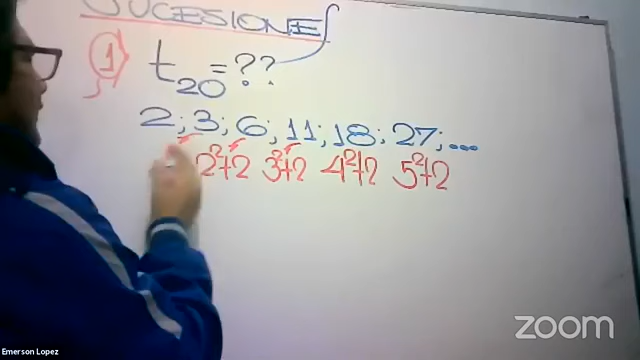 SUCESIONES
1) t₂₀ = ??
2; 3; 6; 11; 18; 27; ...
2²+2 3²+2 4²+2 5²+2
zoom
Emerson Lopez